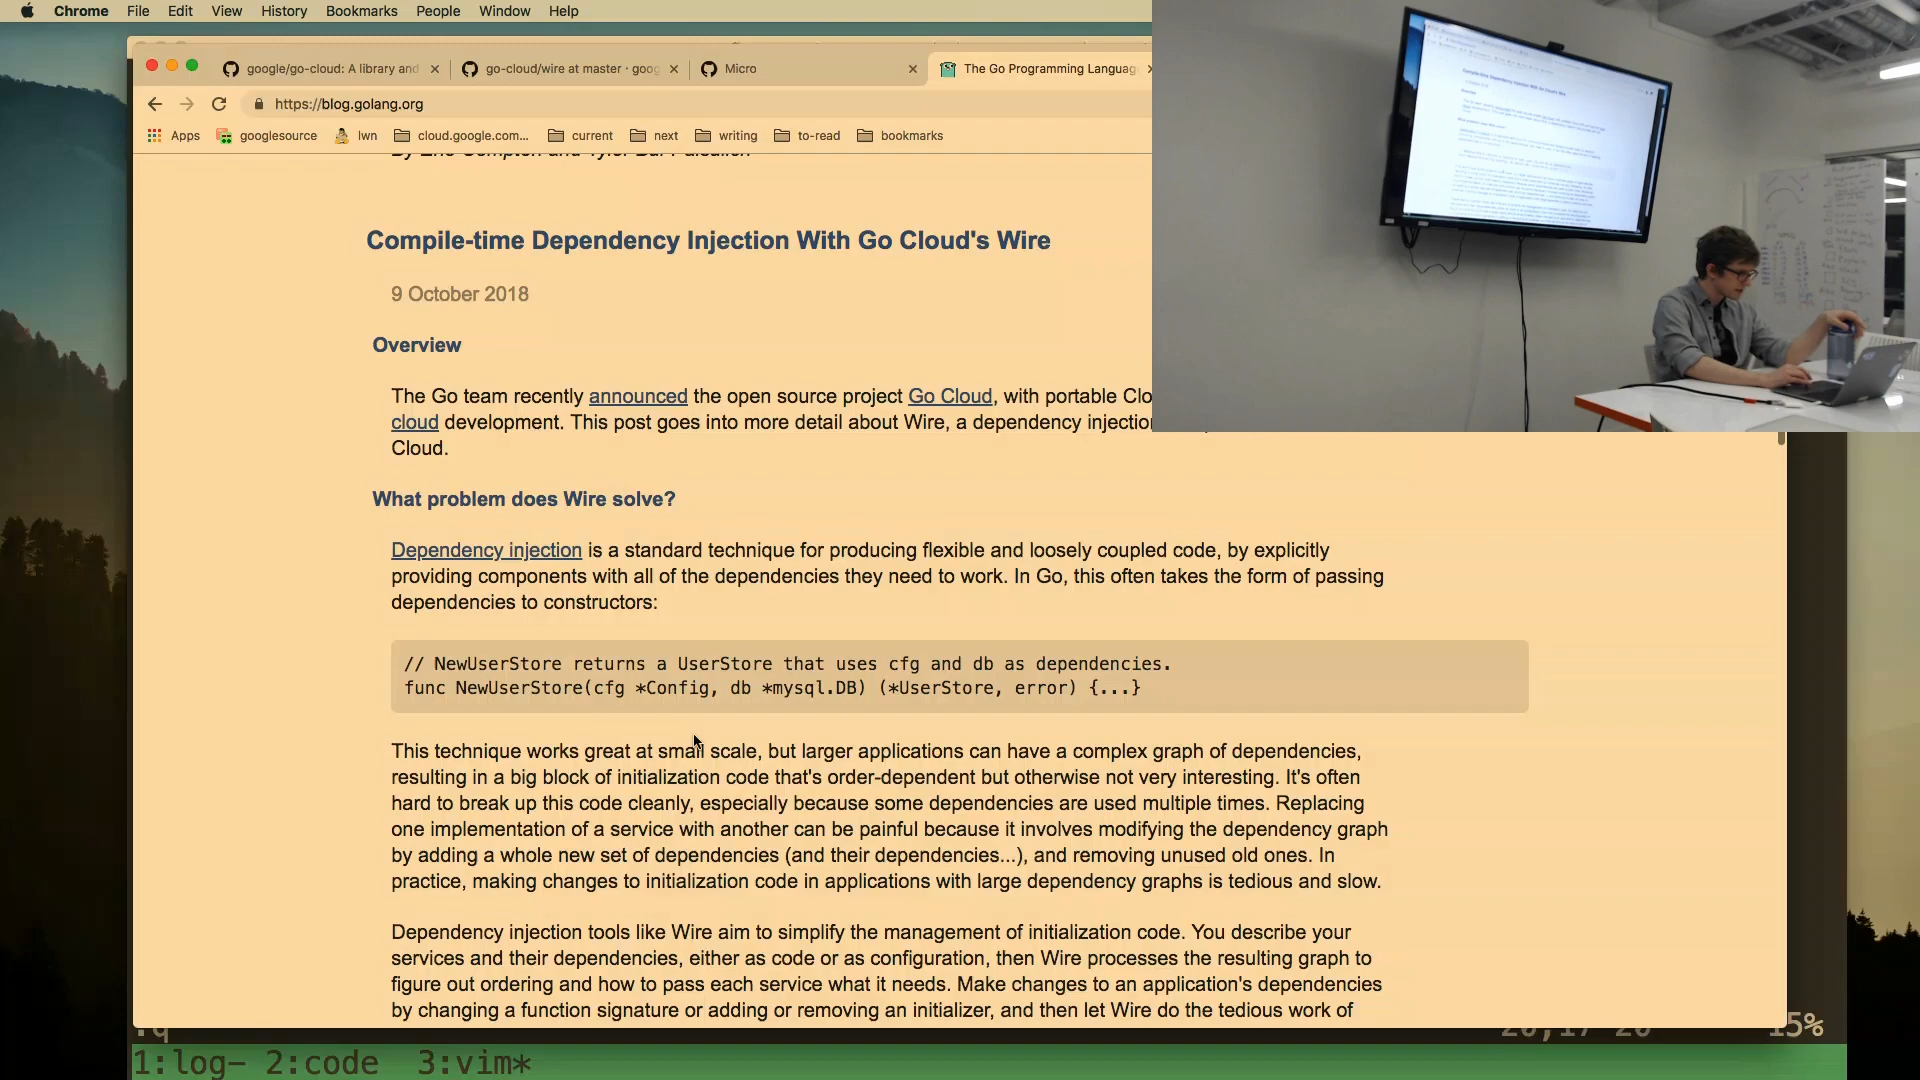 Chrome File Edit View History Bookmarks People Window Help
google/go-cloud: A library and
go-cloud/wire at master · goog
Micro
The Go Programming Language
https://blog.golang.org
Apps googlesource lwn cloud.google.com... current next writing to-read bookmarks
Compile-time Dependency Injection With Go Cloud's Wire
9 October 2018
Overview
The Go team recently announced the open source project Go Cloud, with portable Clo
cloud development. This post goes into more detail about Wire, a dependency injection
Cloud.
What problem does Wire solve?
Dependency injection is a standard technique for producing flexible and loosely coupled code, by explicitly
providing components with all of the dependencies they need to work. In Go, this often takes the form of passing
dependencies to constructors:
// NewUserStore returns a UserStore that uses cfg and db as dependencies.
func NewUserStore(cfg *Config, db *mysql.DB) (*UserStore, error) {...}
This technique works great at small scale, but larger applications can have a complex graph of dependencies,
resulting in a big block of initialization code that's order-dependent but otherwise not very interesting. It's often
hard to break up this code cleanly, especially because some dependencies are used multiple times. Replacing
one implementation of a service with another can be painful because it involves modifying the dependency graph
by adding a whole new set of dependencies (and their dependencies...), and removing unused old ones. In
practice, making changes to initialization code in applications with large dependency graphs is tedious and slow.
Dependency injection tools like Wire aim to simplify the management of initialization code. You describe your
services and their dependencies, either as code or as configuration, then Wire processes the resulting graph to
figure out ordering and how to pass each service what it needs. Make changes to an application's dependencies
by changing a function signature or adding or removing an initializer, and then let Wire do the tedious work of
:q
15%
1:log- 2:code 3:vim*